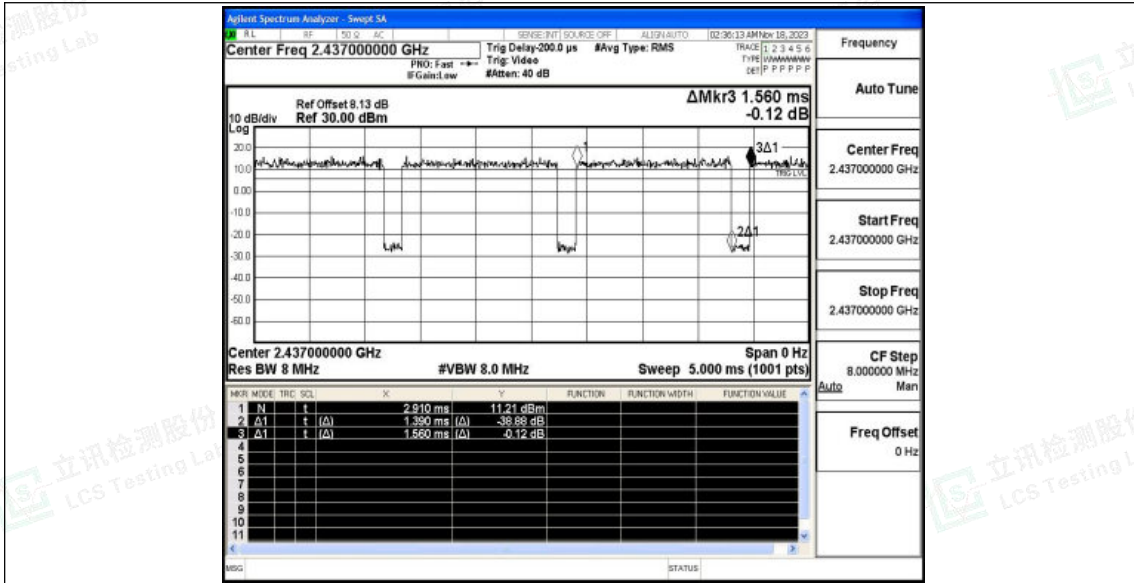 Agilent Spectrum Analyzer - Swept SA
RL RF 50 Ω AC SENSE:INT SOURCE OFF ALIGN AUTO 02:36:13 AM Nov 18, 2023
Center Freq 2.437000000 GHz
PNO: Fast
IFGain:Low
Trig Delay-200.0 µs #Avg Type: RMS
Trig: Video
#Atten: 40 dB
TRACE 1 2 3 4 5 6
TYPE WWWWWW
DET P P P P P P
Frequency
Auto Tune
Center Freq
2.437000000 GHz
Start Freq
2.437000000 GHz
Stop Freq
2.437000000 GHz
CF Step
8.000000 MHz
Auto Man
Freq Offset
0 Hz
ΔMkr3 1.560 ms
-0.12 dB
Ref Offset 8.13 dB
10 dB/div Ref 30.00 dBm
Log
20.0
10.0
0.00
-10.0
-20.0
-30.0
-40.0
-50.0
-60.0
1
3Δ1
TRIG LVL
2Δ1
Center 2.437000000 GHz Span 0 Hz
Res BW 8 MHz #VBW 8.0 MHz Sweep 5.000 ms (1001 pts)
MKR MODE TRC SCL X Y FUNCTION FUNCTION WIDTH FUNCTION VALUE
1 N t 2.910 ms 11.21 dBm
2 Δ1 t (Δ) 1.390 ms (Δ) -38.88 dB
3 Δ1 t (Δ) 1.560 ms (Δ) -0.12 dB
4
5
6
7
8
9
10
11
MSG STATUS
立讯检测股份
LCS Testing Lab
立讯检测股份
LCS Testing L
测股份
sting Lab